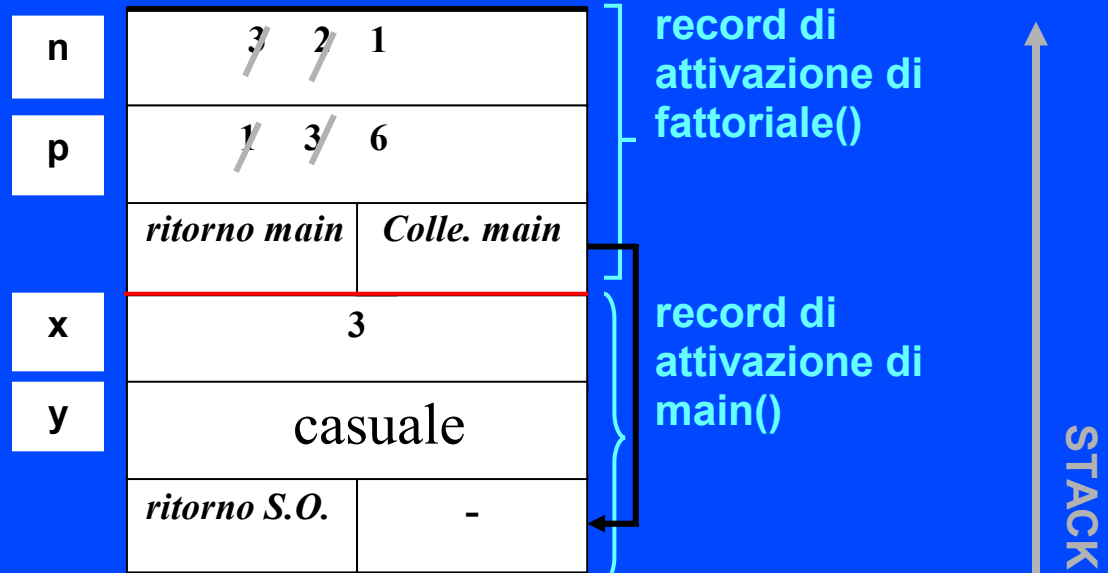 n
3 2 1
record di
attivazione di
fattoriale()
p
1 3 6
ritorno main
Colle. main
x
3
record di
attivazione di
main()
y
casuale
ritorno S.O.
-
STACK